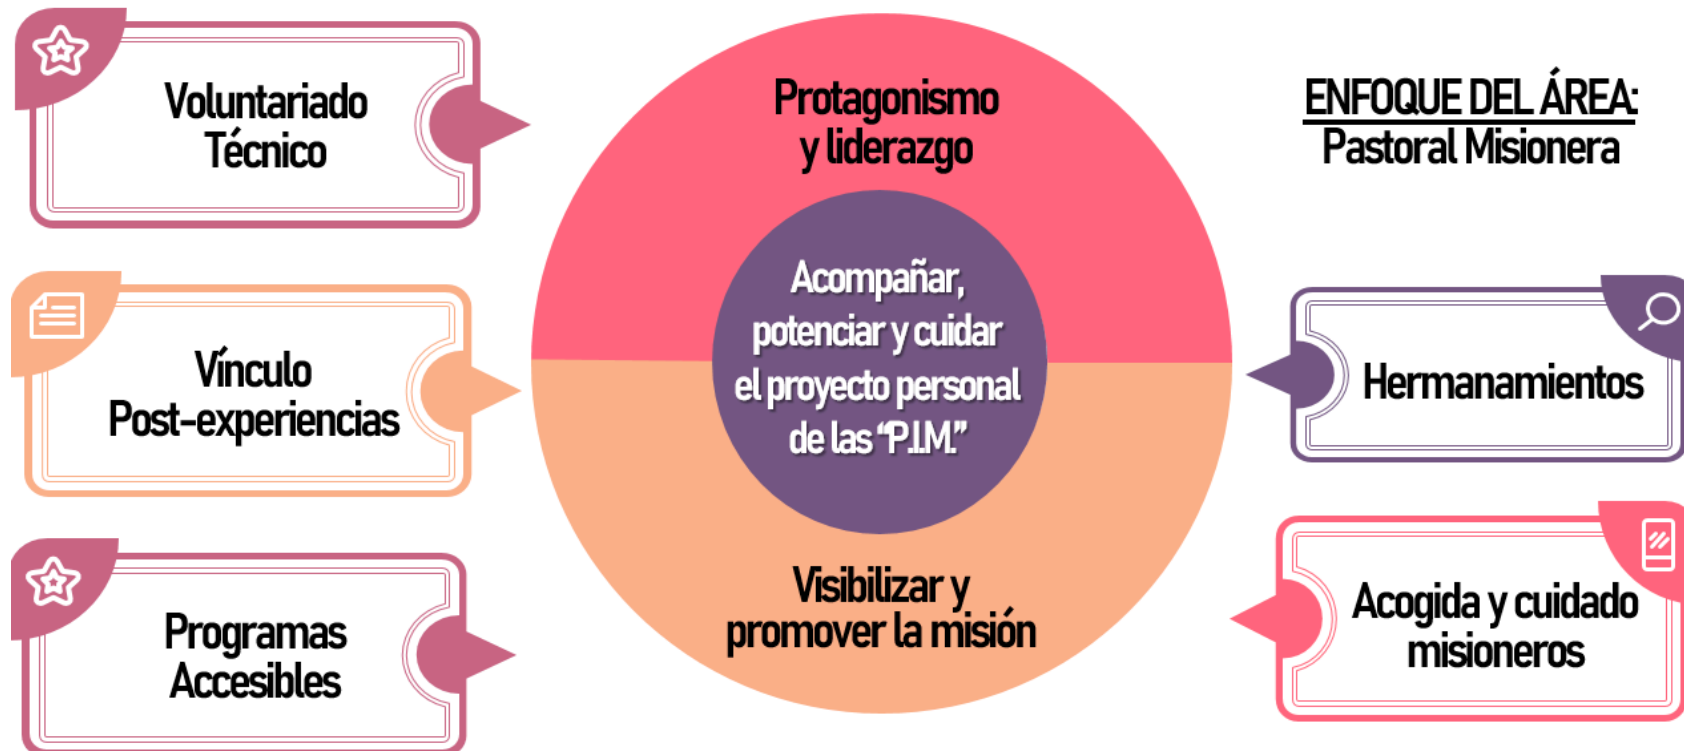 Voluntariado
Técnico
Vínculo
Post-experiencias
Programas
Accesibles
Protagonismo
y liderazgo
Acompañar,
potenciar y cuidar
el proyecto personal
de las “P.I.M.”
Visibilizar y
promover la misión
ENFOQUE DEL ÁREA:
Pastoral Misionera
Hermanamientos
Acogida y cuidado
misioneros